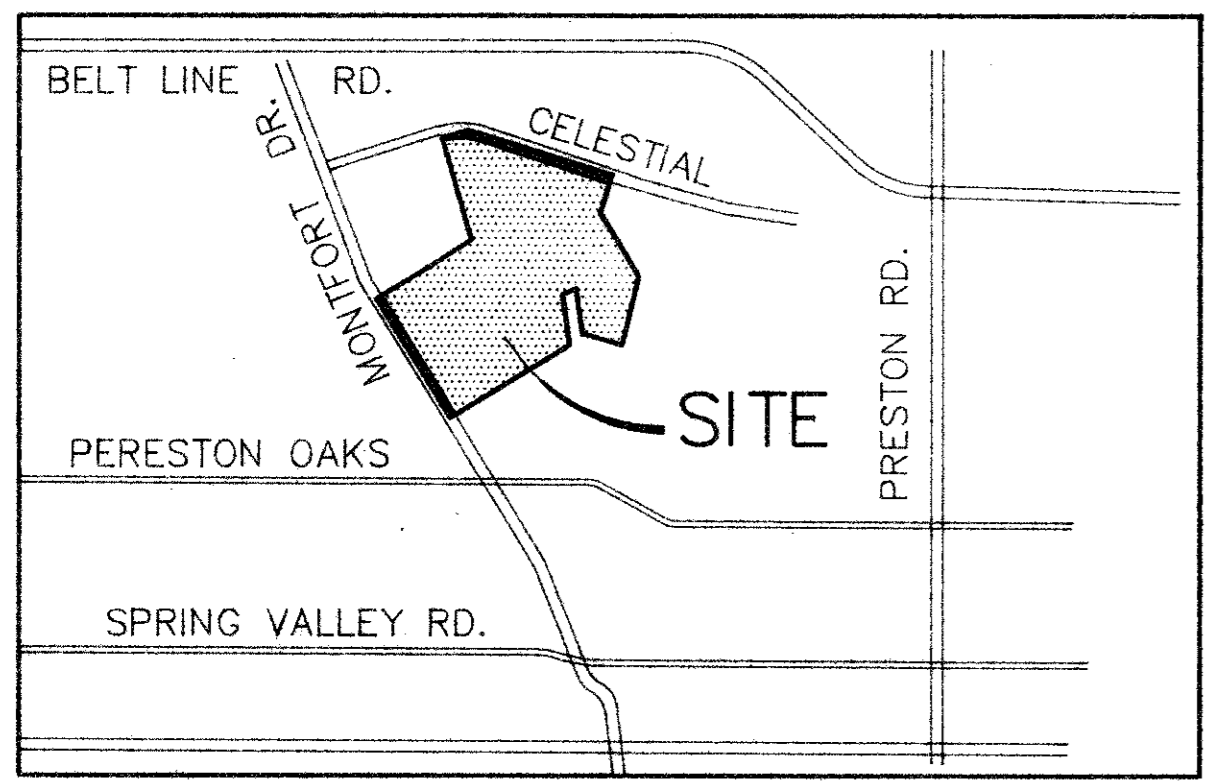 BELT LINE RD.
MONTFORT DR.
CELESTIAL
PRESTON RD.
SITE
PERESTON OAKS
SPRING VALLEY RD.